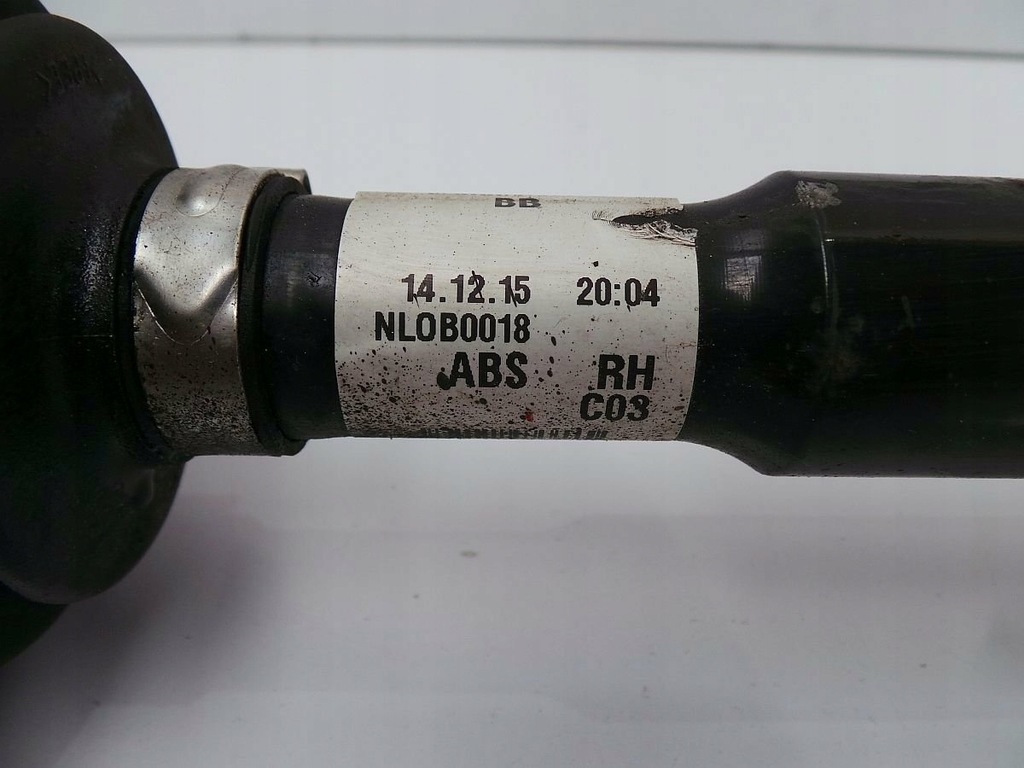 BB
14.12.15 20:04
NLOB0018
ABS RH
C03